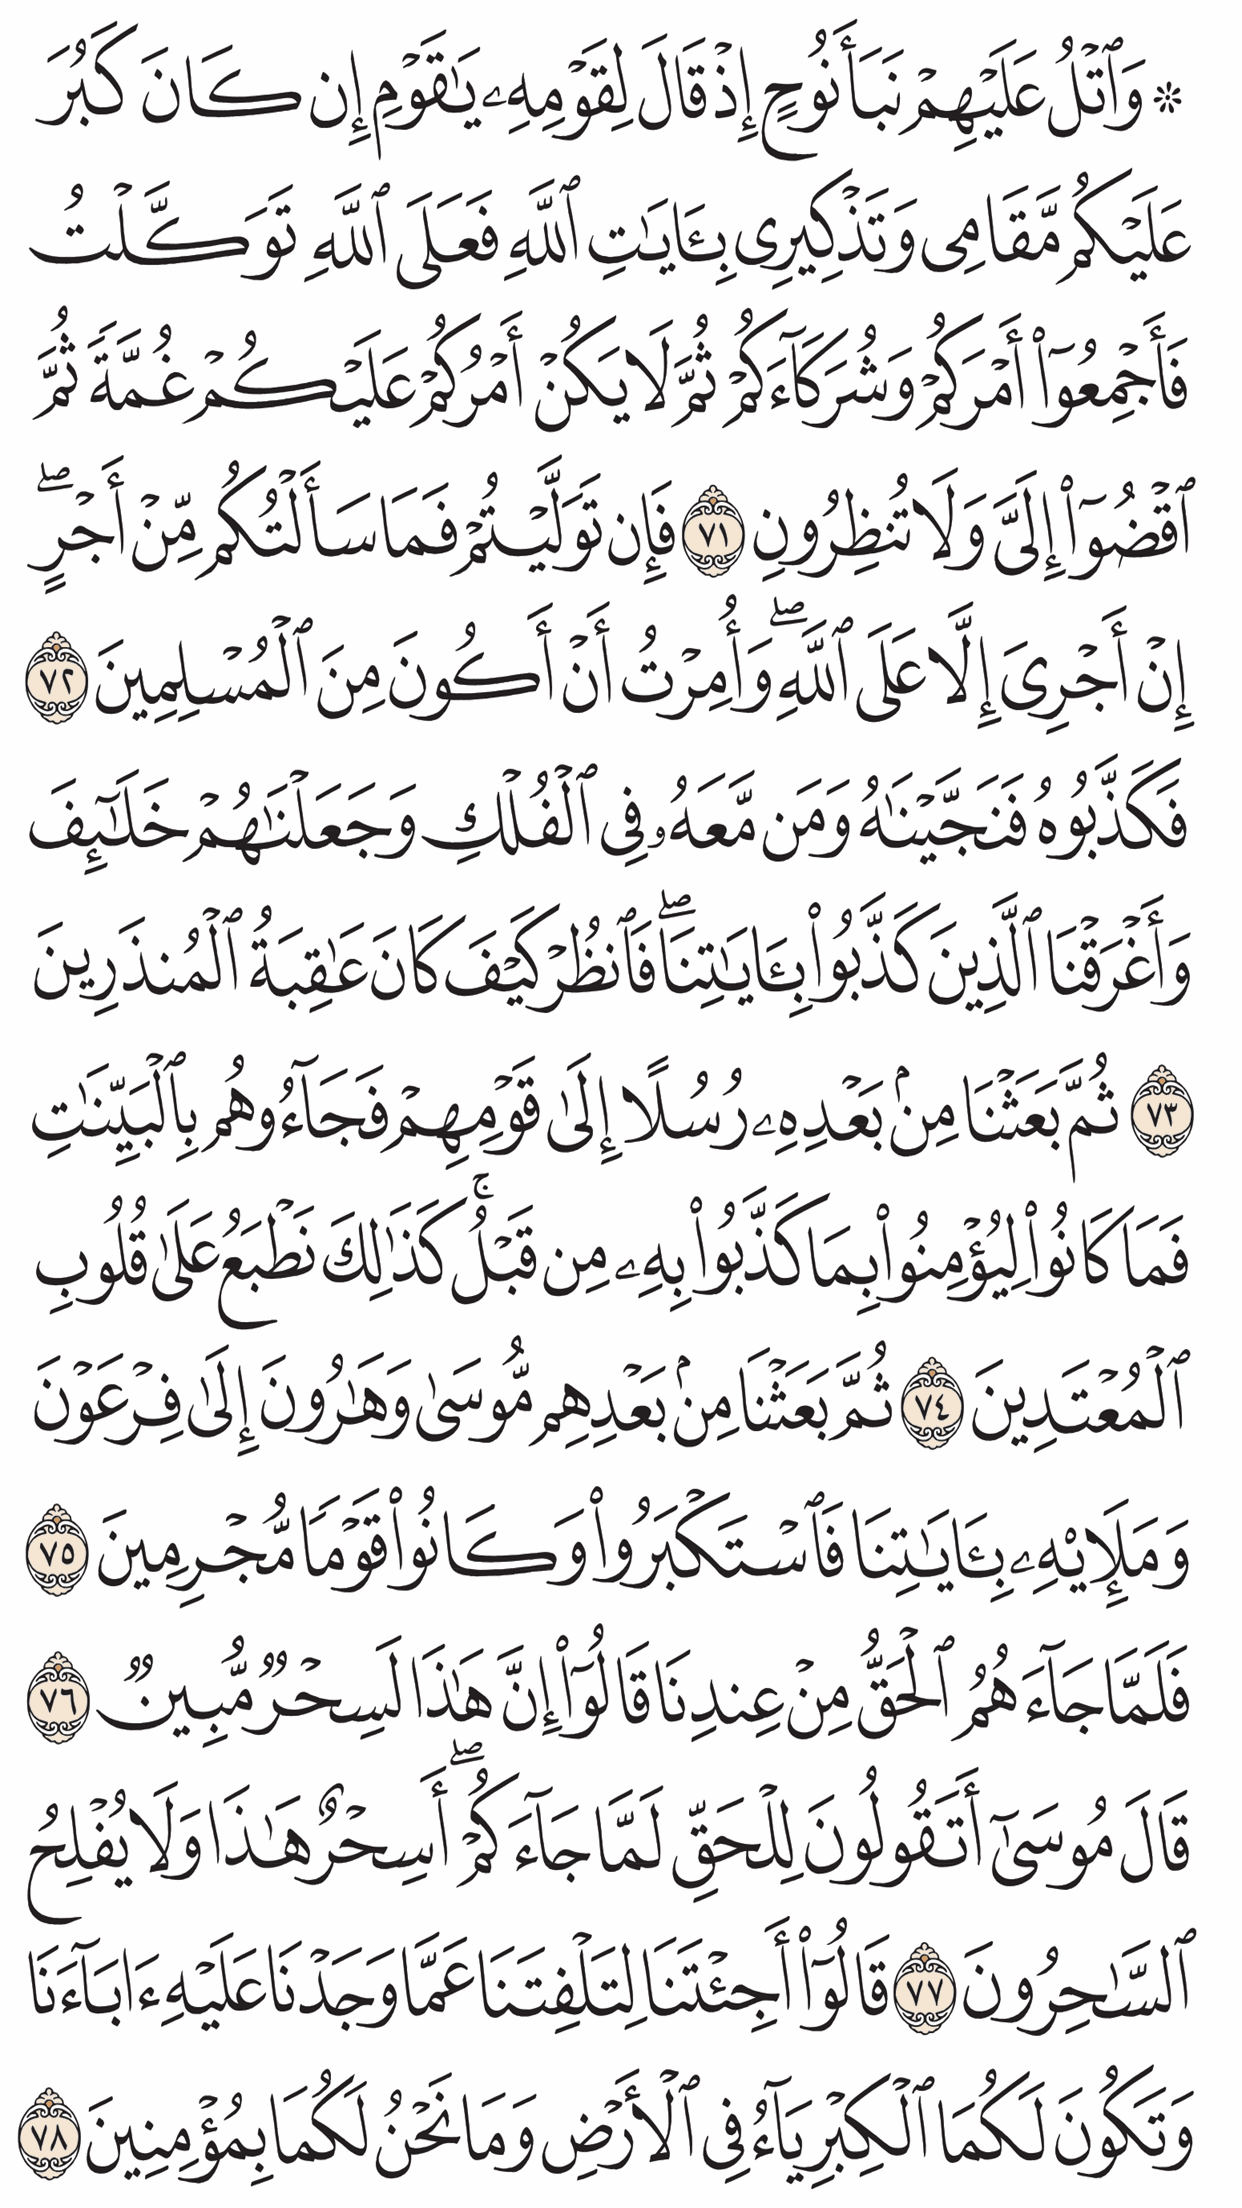 ۞ وَٱتْلُ عَلَيْهِمْ نَبَأَ نُوحٍ إِذْ قَالَ لِقَوْمِهِۦ يَٰقَوْمِ إِن كَانَ كَبُرَ
عَلَيْكُم مَّقَامِى وَتَذْكِيرِى بِـَٔايَٰتِ ٱللَّهِ فَعَلَى ٱللَّهِ تَوَكَّلْتُ
فَأَجْمِعُوٓا۟ أَمْرَكُمْ وَشُرَكَآءَكُمْ ثُمَّ لَا يَكُنْ أَمْرُكُمْ عَلَيْكُمْ غُمَّةً ثُمَّ
ٱقْضُوٓا۟ إِلَىَّ وَلَا تُنظِرُونِ ٧١ فَإِن تَوَلَّيْتُمْ فَمَا سَأَلْتُكُم مِّنْ أَجْرٍ ۖ
إِنْ أَجْرِىَ إِلَّا عَلَى ٱللَّهِ ۖ وَأُمِرْتُ أَنْ أَكُونَ مِنَ ٱلْمُسْلِمِينَ ٧٢
فَكَذَّبُوهُ فَنَجَّيْنَٰهُ وَمَن مَّعَهُۥ فِى ٱلْفُلْكِ وَجَعَلْنَٰهُمْ خَلَٰٓئِفَ
وَأَغْرَقْنَا ٱلَّذِينَ كَذَّبُوا۟ بِـَٔايَٰتِنَا ۖ فَٱنظُرْ كَيْفَ كَانَ عَٰقِبَةُ ٱلْمُنذَرِينَ
٧٣ ثُمَّ بَعَثْنَا مِنۢ بَعْدِهِۦ رُسُلًا إِلَىٰ قَوْمِهِمْ فَجَآءُوهُم بِٱلْبَيِّنَٰتِ
فَمَا كَانُوا۟ لِيُؤْمِنُوا۟ بِمَا كَذَّبُوا۟ بِهِۦ مِن قَبْلُ ۚ كَذَٰلِكَ نَطْبَعُ عَلَىٰ قُلُوبِ
ٱلْمُعْتَدِينَ ٧٤ ثُمَّ بَعَثْنَا مِنۢ بَعْدِهِم مُّوسَىٰ وَهَٰرُونَ إِلَىٰ فِرْعَوْنَ
وَمَلَإِي۟هِۦ بِـَٔايَٰتِنَا فَٱسْتَكْبَرُوا۟ وَكَانُوا۟ قَوْمًا مُّجْرِمِينَ ٧٥
فَلَمَّا جَآءَهُمُ ٱلْحَقُّ مِنْ عِندِنَا قَالُوٓا۟ إِنَّ هَٰذَا لَسِحْرٌ مُّبِينٌ ٧٦
قَالَ مُوسَىٰٓ أَتَقُولُونَ لِلْحَقِّ لَمَّا جَآءَكُمْ ۖ أَسِحْرٌ هَٰذَا وَلَا يُفْلِحُ
ٱلسَّٰحِرُونَ ٧٧ قَالُوٓا۟ أَجِئْتَنَا لِتَلْفِتَنَا عَمَّا وَجَدْنَا عَلَيْهِ ءَابَآءَنَا
وَتَكُونَ لَكُمَا ٱلْكِبْرِيَآءُ فِى ٱلْأَرْضِ وَمَا نَحْنُ لَكُمَا بِمُؤْمِنِينَ ٧٨